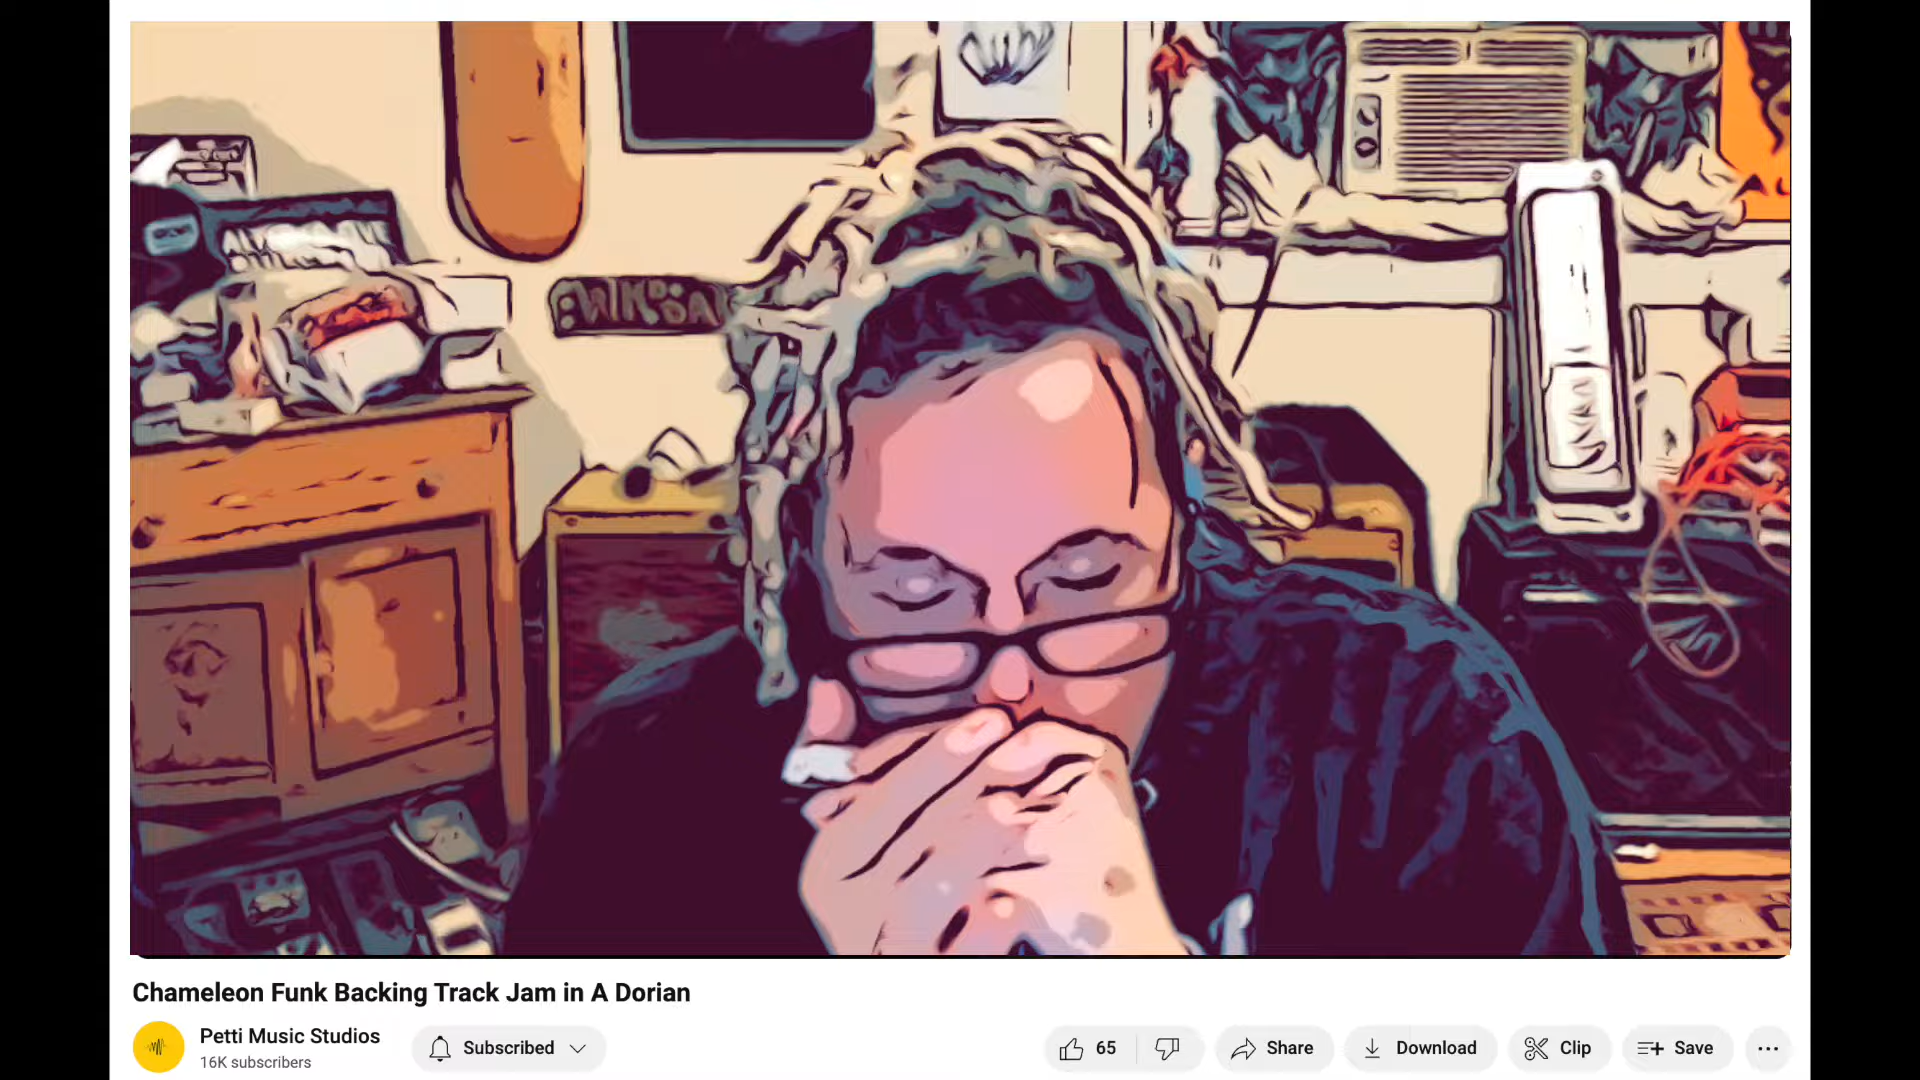 Chameleon Funk Backing Track Jam in A Dorian
Petti Music Studios
16K subscribers
Subscribed
65
Share
Download
Clip
Save